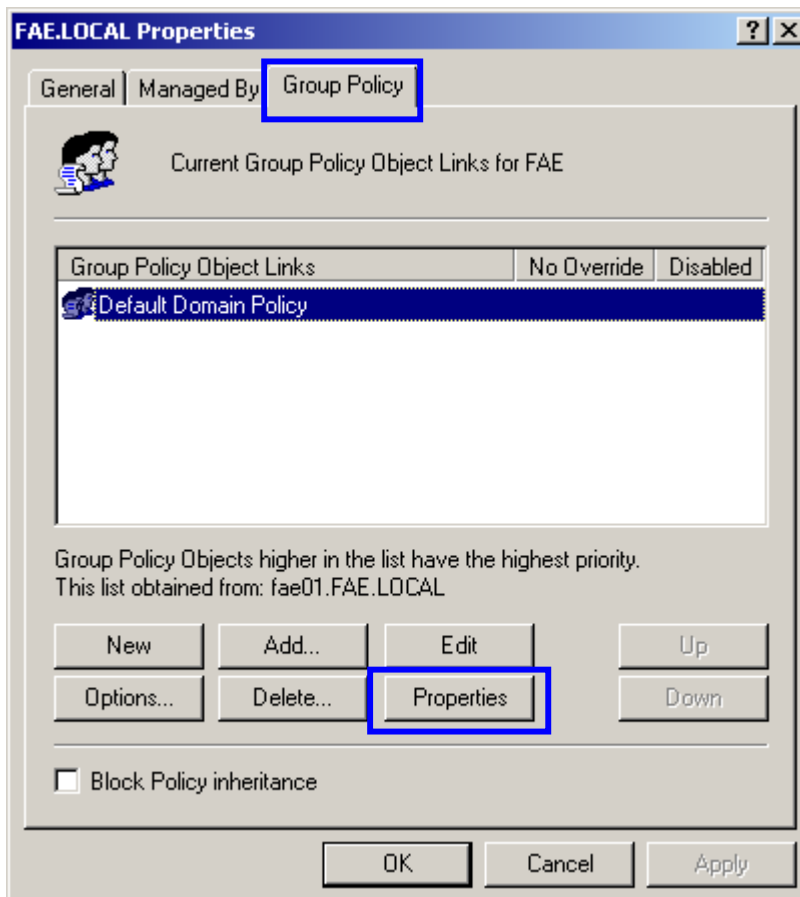 FAE.LOCAL Properties
General Managed By Group Policy
Current Group Policy Object Links for FAE
Group Policy Object Links No Override Disabled
Default Domain Policy
Group Policy Objects higher in the list have the highest priority.
This list obtained from: fae01.FAE.LOCAL
New Add... Edit Up
Options... Delete... Properties Down
Block Policy inheritance
OK Cancel Apply